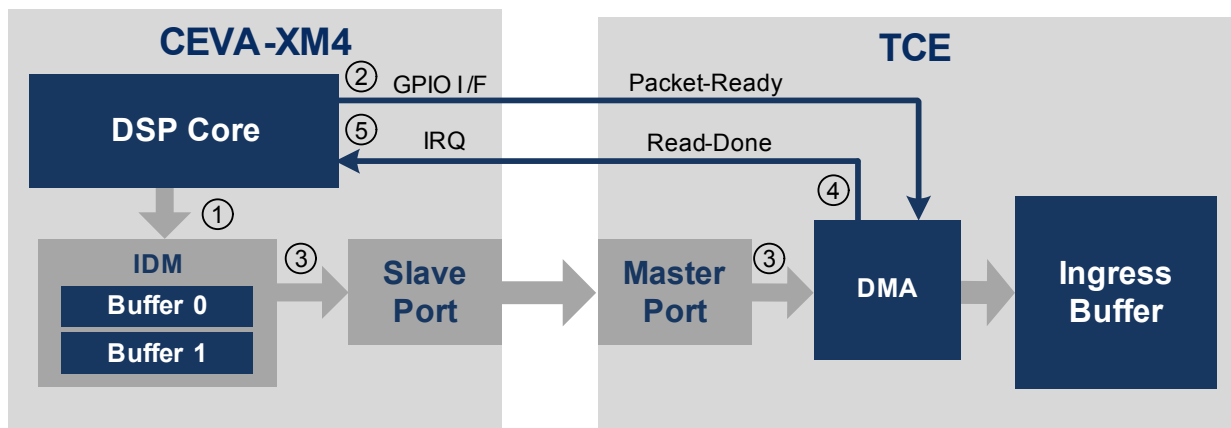 CEVA-XM4
TCE
② GPIO I/F
Packet-Ready
DSP Core
⑤ IRQ
Read-Done
①
④
IDM
③
Buffer 0
Buffer 1
Slave
Port
Master
Port
③
DMA
Ingress
Buffer